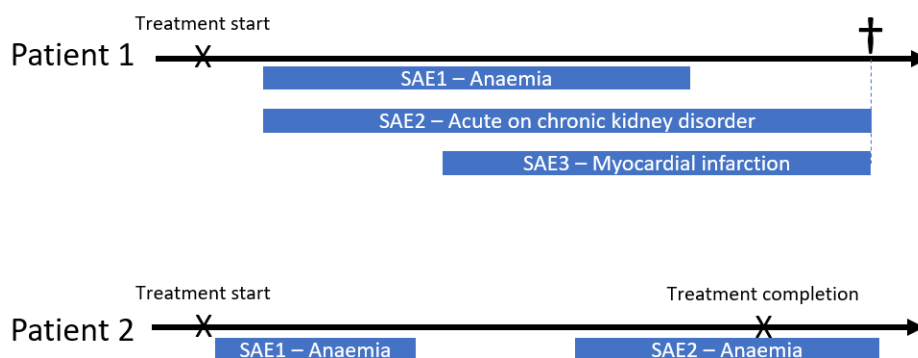 Treatment start
Patient 1
SAE1 – Anaemia
SAE2 – Acute on chronic kidney disorder
SAE3 – Myocardial infarction
Treatment start
Treatment completion
Patient 2
SAE1 – Anaemia
SAE2 – Anaemia